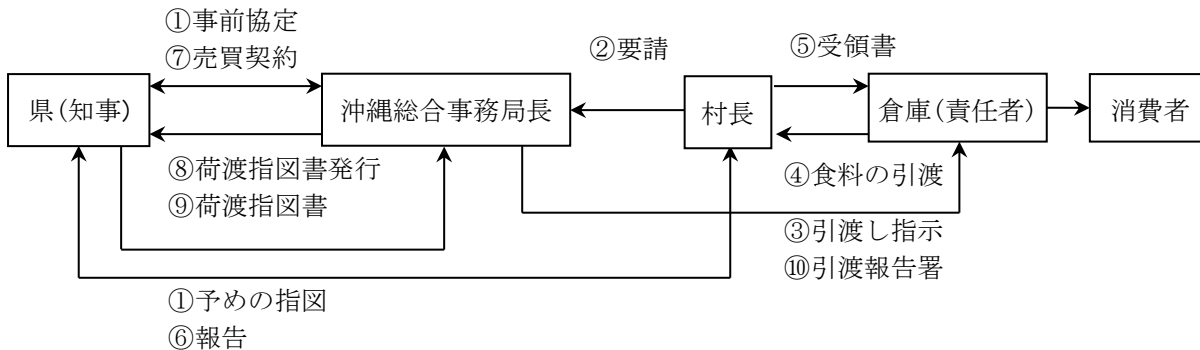 ①事前協定
⑦売買契約
②要請
⑤受領書
県(知事)
沖縄総合事務局長
村長
倉庫(責任者)
消費者
⑧荷渡指図書発行
⑨荷渡指図書
④食料の引渡
③引渡し指示
⑩引渡報告署
①予めの指図
⑥報告